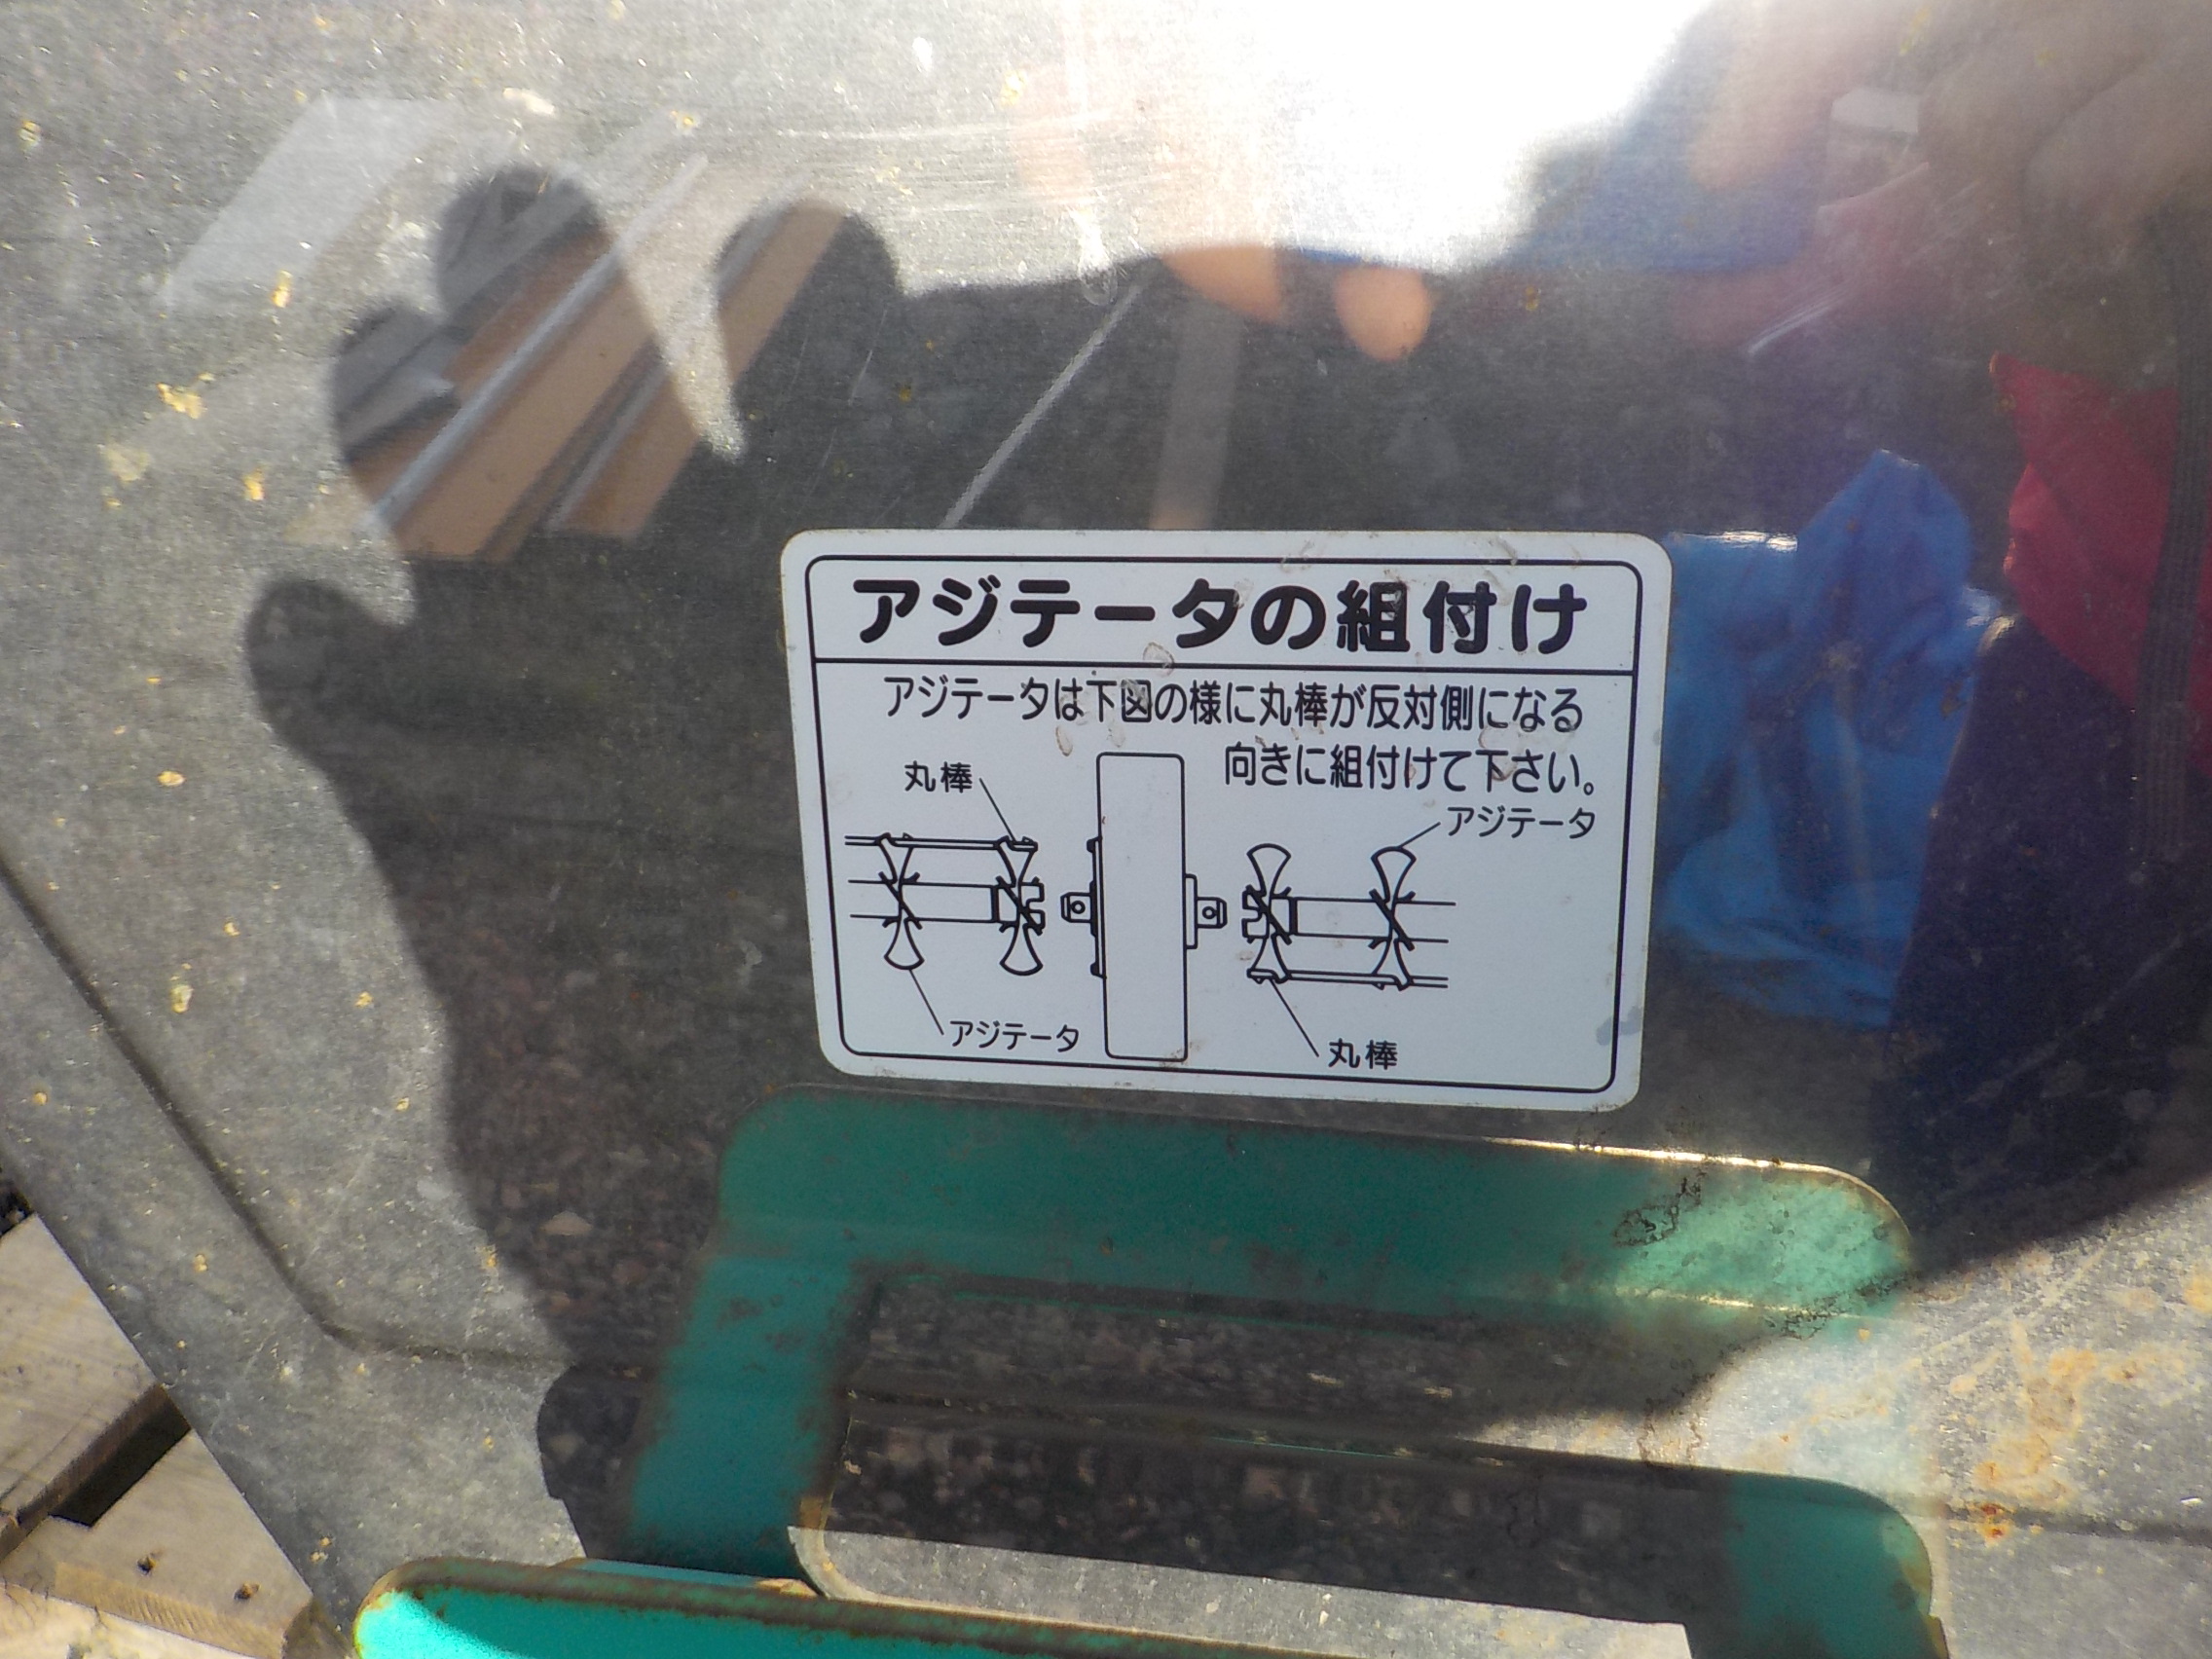 アジテータの組付け
アジテータは下図の様に丸棒が反対側になる
向きに組付けて下さい。
丸棒
アジテータ
アジテータ
丸棒